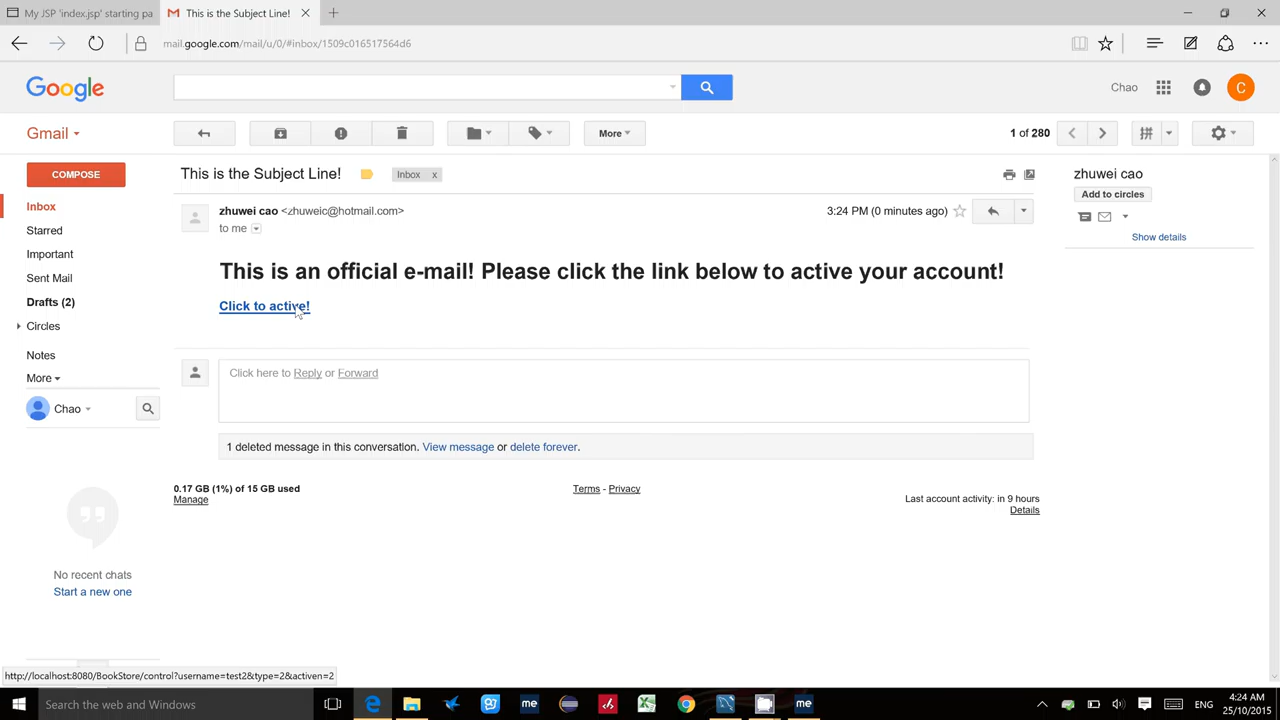 My JSP 'index.jsp' starting pa
This is the Subject Line!
mail.google.com/mail/u/0/#inbox/1509c016517564d6
Google
Chao
C
Gmail
More
1 of 280
COMPOSE
This is the Subject Line!
Inbox x
zhuwei cao
Add to circles
Show details
Inbox
Starred
Important
Sent Mail
Drafts (2)
Circles
Notes
More
Chao
zhuwei cao <zhuweic@hotmail.com>
3:24 PM (0 minutes ago)
to me
This is an official e-mail! Please click the link below to active your account!
Click to active!
Click here to Reply or Forward
1 deleted message in this conversation. View message or delete forever.
0.17 GB (1%) of 15 GB used
Manage
Terms - Privacy
Last account activity: in 9 hours
Details
No recent chats
Start a new one
http://localhost:8080/BookStore/control?username=test2&type=2&activen=2
Search the web and Windows
me
me
ENG
4:24 AM
25/10/2015